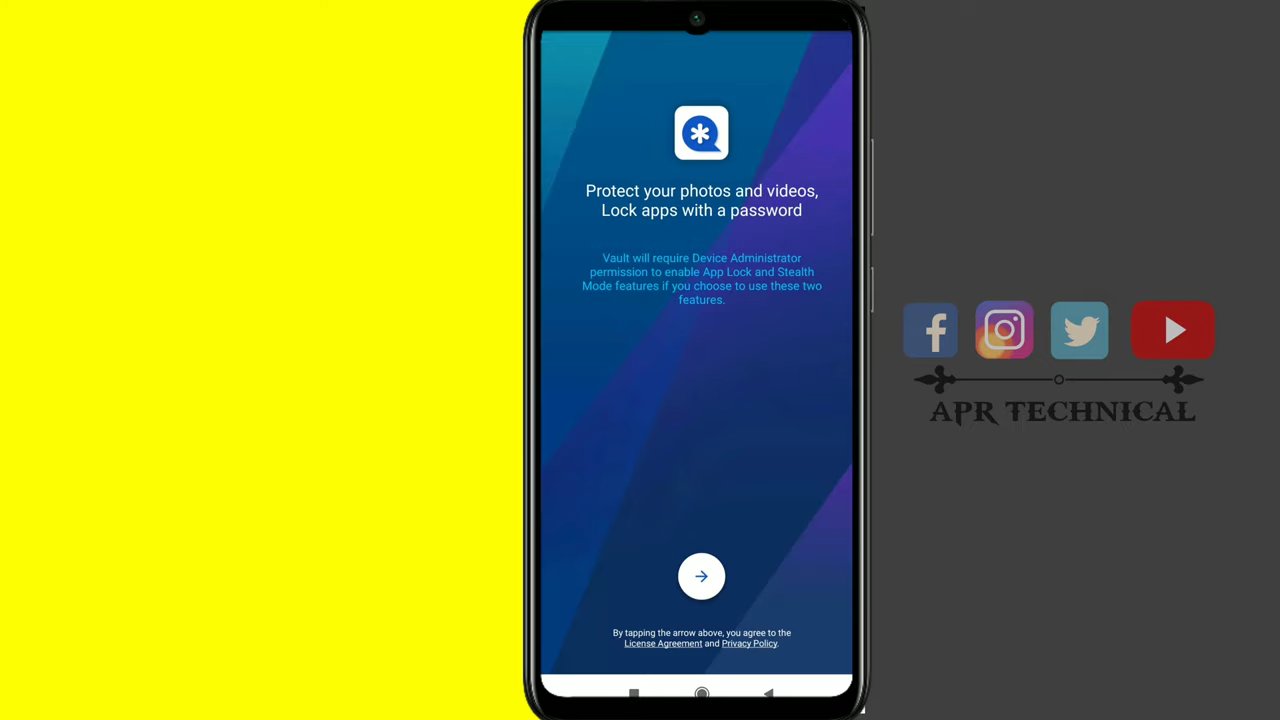 Protect your photos and videos,
Lock apps with a password
Vault will require Device Administrator
permission to enable App Lock and Stealth
Mode features if you choose to use these two
features.
By tapping the arrow above, you agree to the
License Agreement and Privacy Policy.
APR TECHNICAL